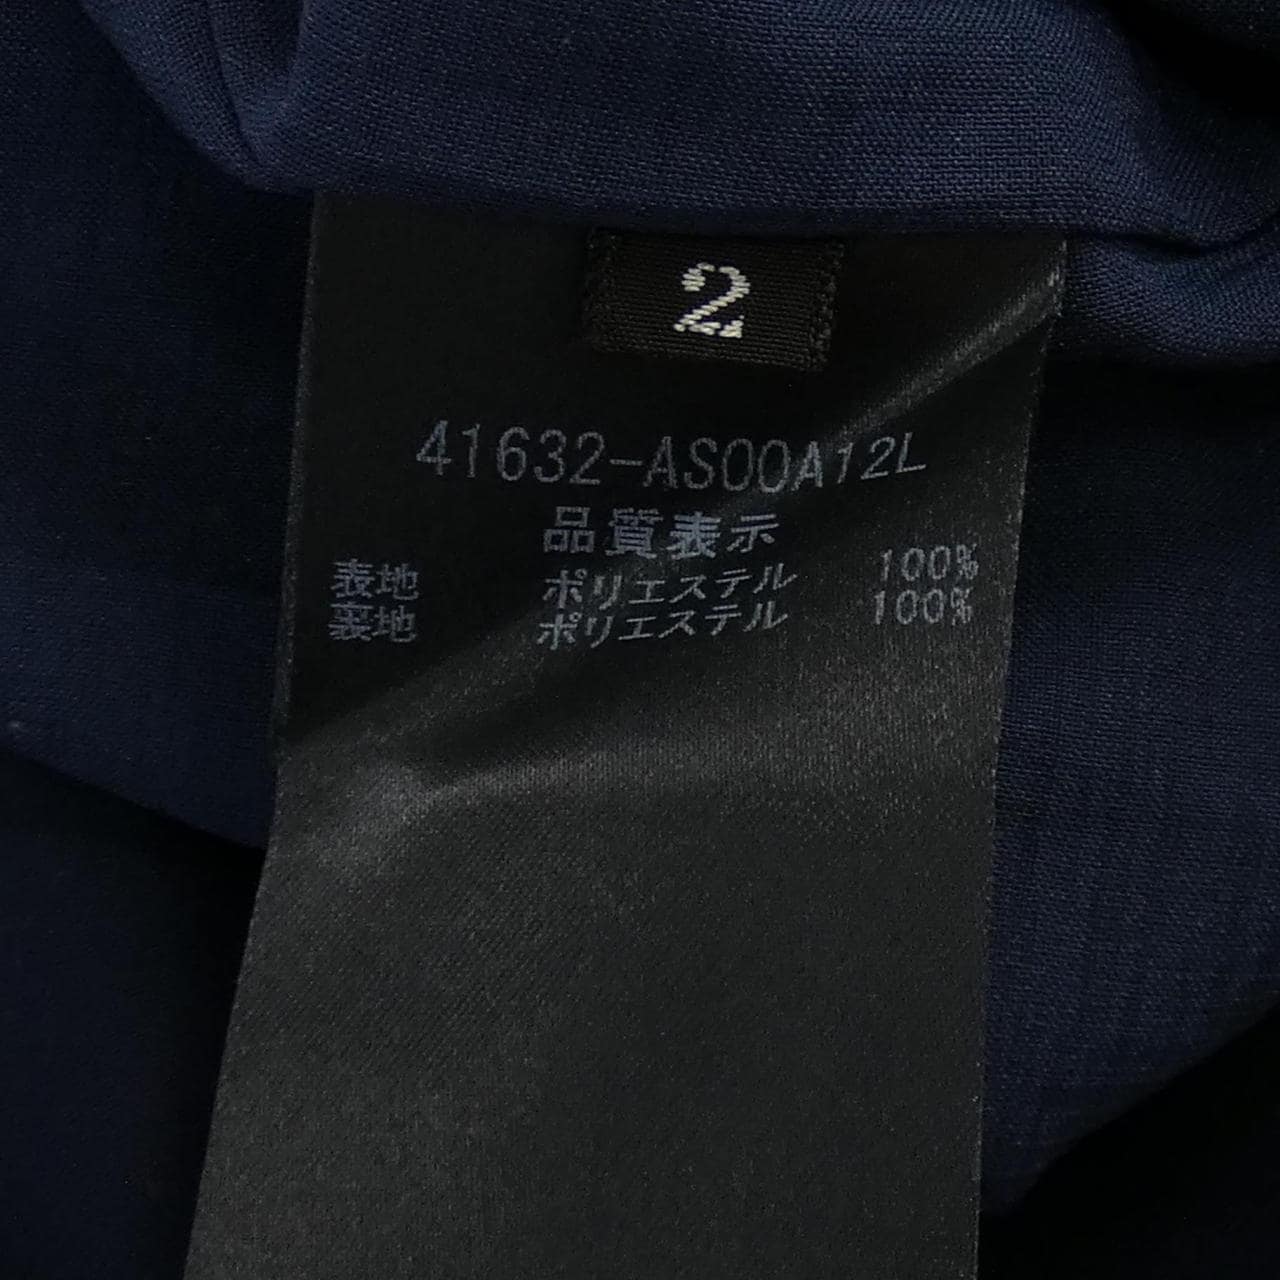 2
41632-AS00A12L
品質表示
表地 ポリエステル 100%
裏地 ポリエステル 100%